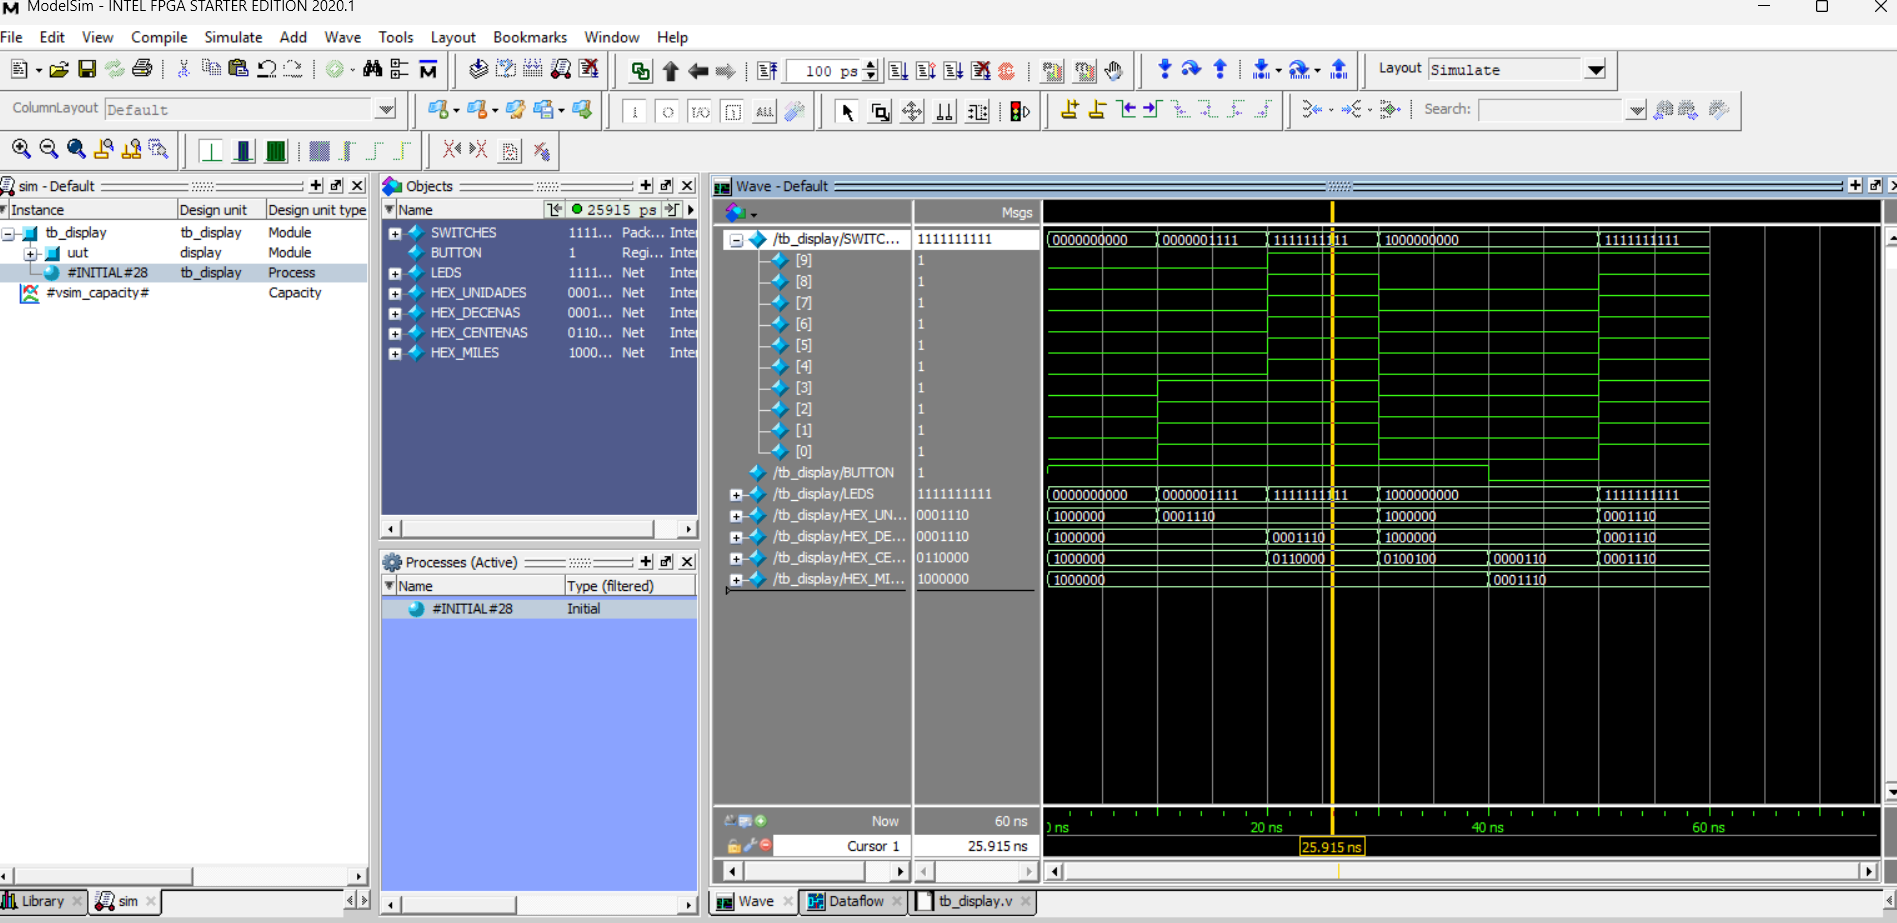 ModelSim - INTEL FPGA STARTER EDITION 2020.1
File Edit View Compile Simulate Add Wave Tools Layout Bookmarks Window Help
100 ps
Layout Simulate
ColumnLayout Default
Search:
sim - Default
Instance Design unit Design unit type
tb_display tb_display Module
uut display Module
#INITIAL#28 tb_display Process
#vsim_capacity# Capacity
Library sim
Objects
Name 25915 ps
SWITCHES 1111... Pack... Inter
BUTTON 1 Regi... Inter
LEDS 1111... Net Inter
HEX_UNIDADES 0001... Net Inter
HEX_DECENAS 0001... Net Inter
HEX_CENTENAS 0110... Net Inter
HEX_MILES 1000... Net Inter
Processes (Active)
Name Type (filtered)
#INITIAL#28 Initial
Wave - Default
Msgs
/tb_display/SWITC... 1111111111 0000000000 0000001111 1111111111 1000000000 1111111111
[9] 1
[8] 1
[7] 1
[6] 1
[5] 1
[4] 1
[3] 1
[2] 1
[1] 1
[0] 1
/tb_display/BUTTON 1
/tb_display/LEDS 1111111111 0000000000 0000001111 1111111111 1000000000 1111111111
/tb_display/HEX_UN... 0001110 1000000 0001110 1000000 0001110
/tb_display/HEX_DE... 0001110 1000000 0001110 1000000 0001110
/tb_display/HEX_CE... 0110000 1000000 0110000 0100100 0000110 0001110
/tb_display/HEX_MI... 1000000 1000000 0001110
Now 60 ns
ns 20 ns 40 ns 60 ns
Cursor 1 25.915 ns 25.915 ns
Wave Dataflow tb_display.v